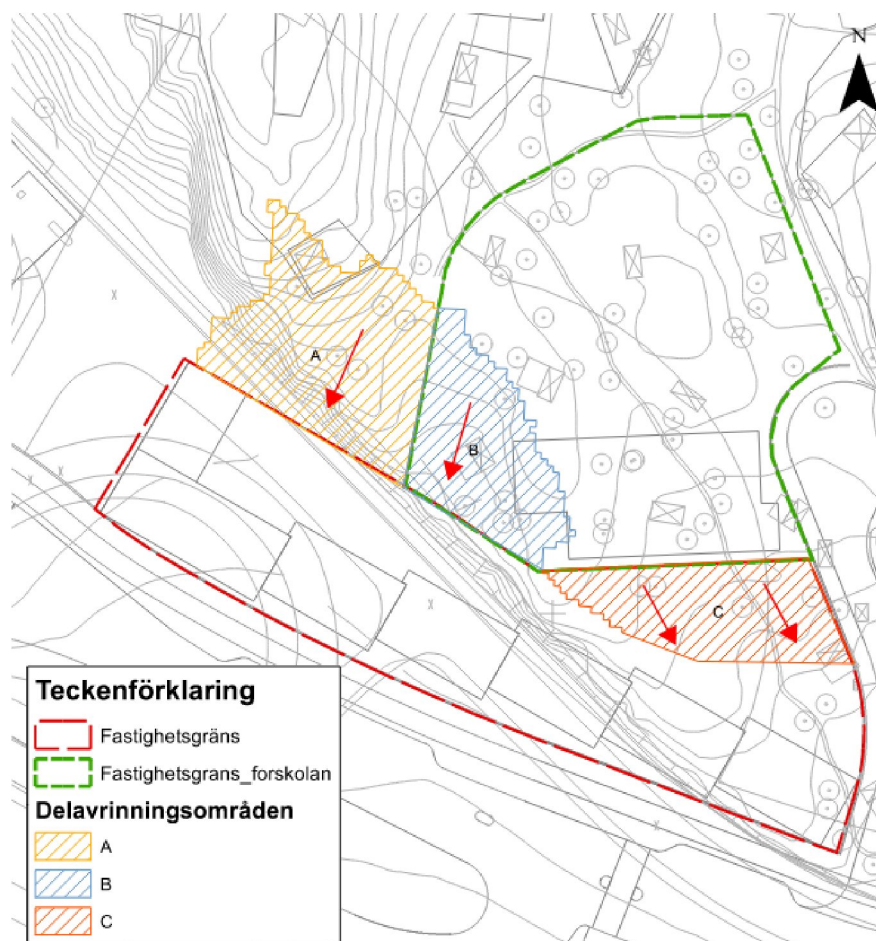 N
A
B
C
Teckenförklaring
Fastighetsgräns
Fastighetsgrans_forskolan
Delavrinningsområden
A
B
C